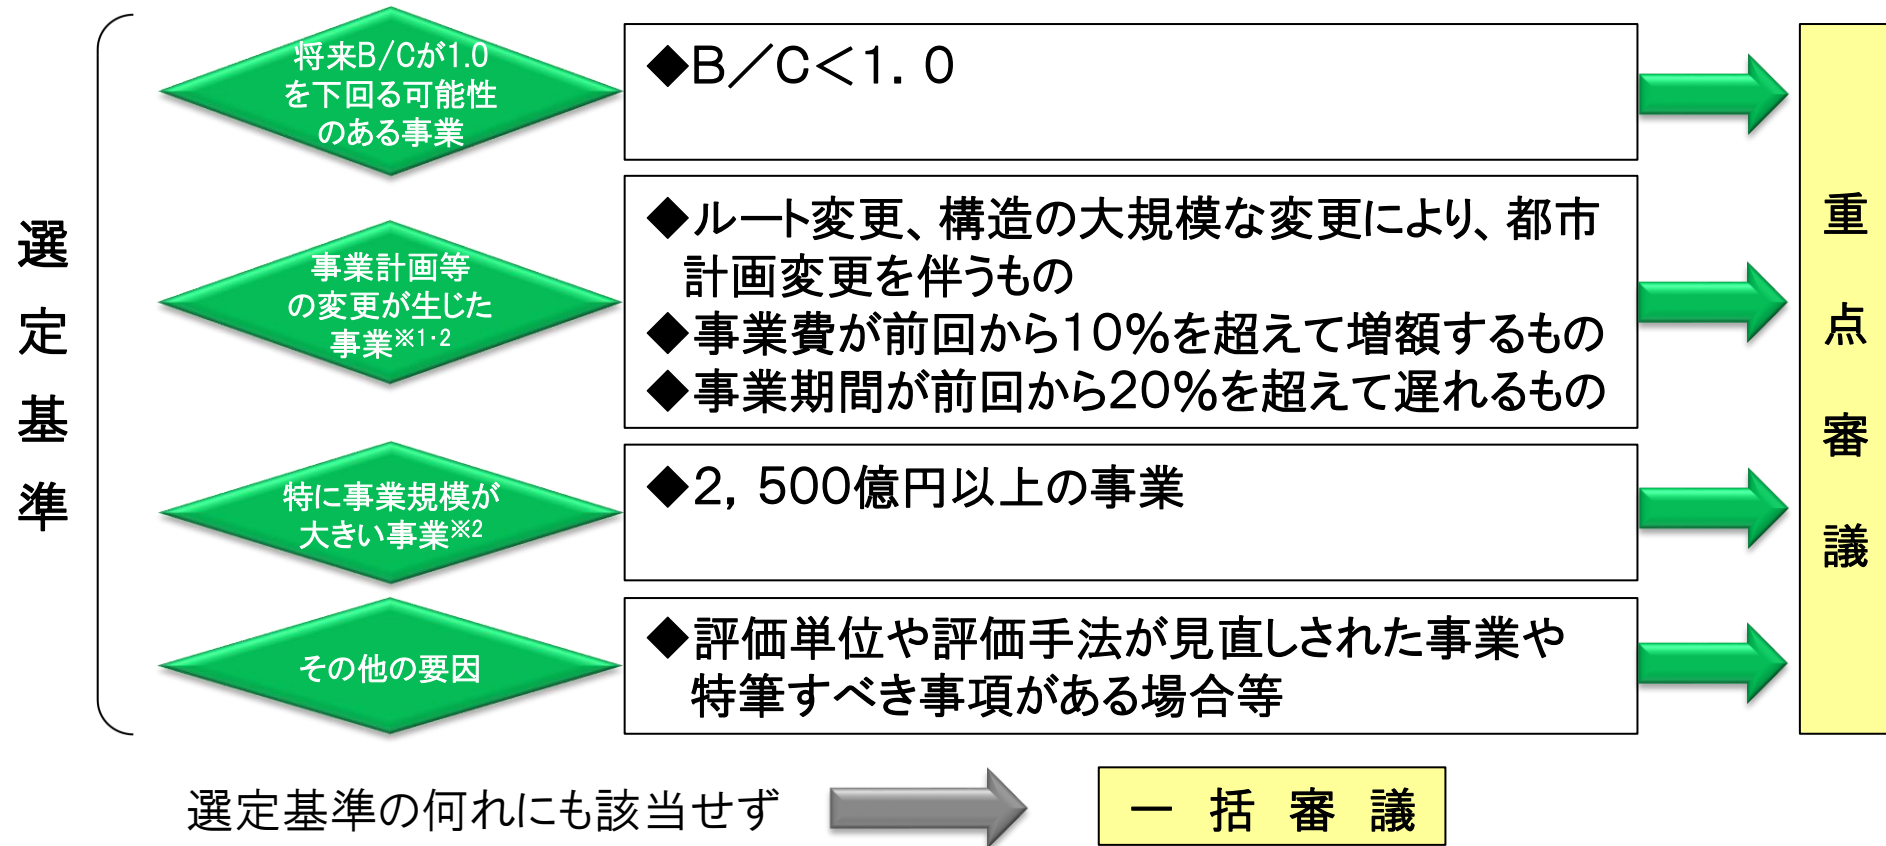 選定基準
将来B/Cが1.0
を下回る可能性
のある事業
◆B／C＜1．0
事業計画等
の変更が生じた
事業※1・2
◆ルート変更、構造の大規模な変更により、都市
計画変更を伴うもの
◆事業費が前回から10％を超えて増額するもの
◆事業期間が前回から20％を超えて遅れるもの
特に事業規模が
大きい事業※2
◆2，500億円以上の事業
その他の要因
◆評価単位や評価手法が見直しされた事業や
特筆すべき事項がある場合等
重点審議
選定基準の何れにも該当せず
一括審議